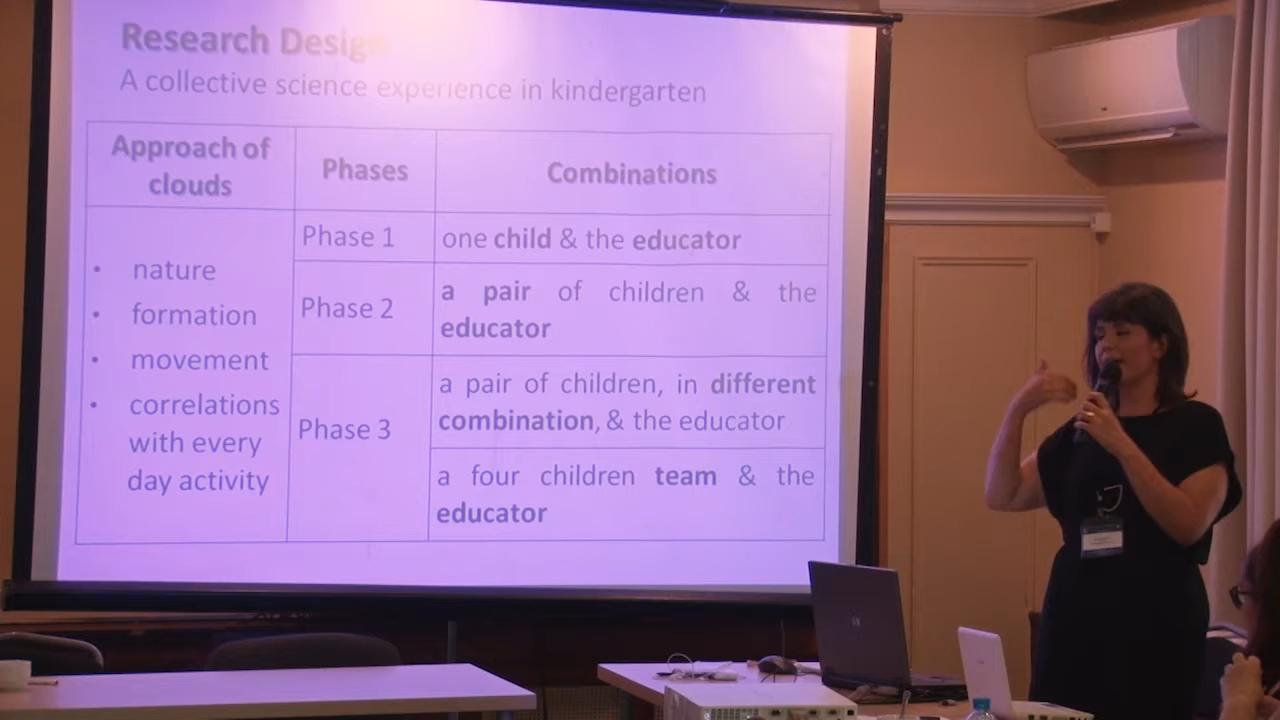 Research Design
A collective science experience in kindergarten
Approach of
clouds
Phases
Combinations
• nature
• formation
• movement
• correlations
with every
day activity
Phase 1
one child & the educator
Phase 2
a pair of children & the
educator
Phase 3
a pair of children, in different
combination, & the educator
a four children team & the
educator
hp